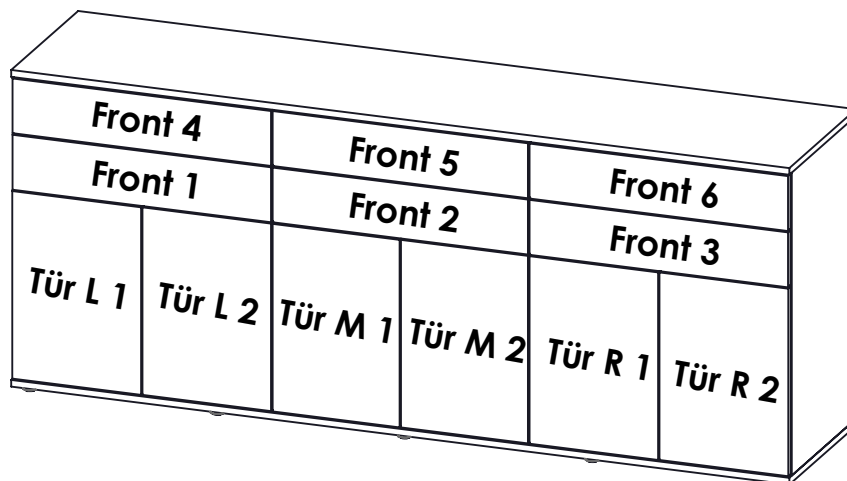 Front 4
Front 5
Front 6
Front 1
Front 2
Front 3
Tür L 1
Tür L 2
Tür M 1
Tür M 2
Tür R 1
Tür R 2